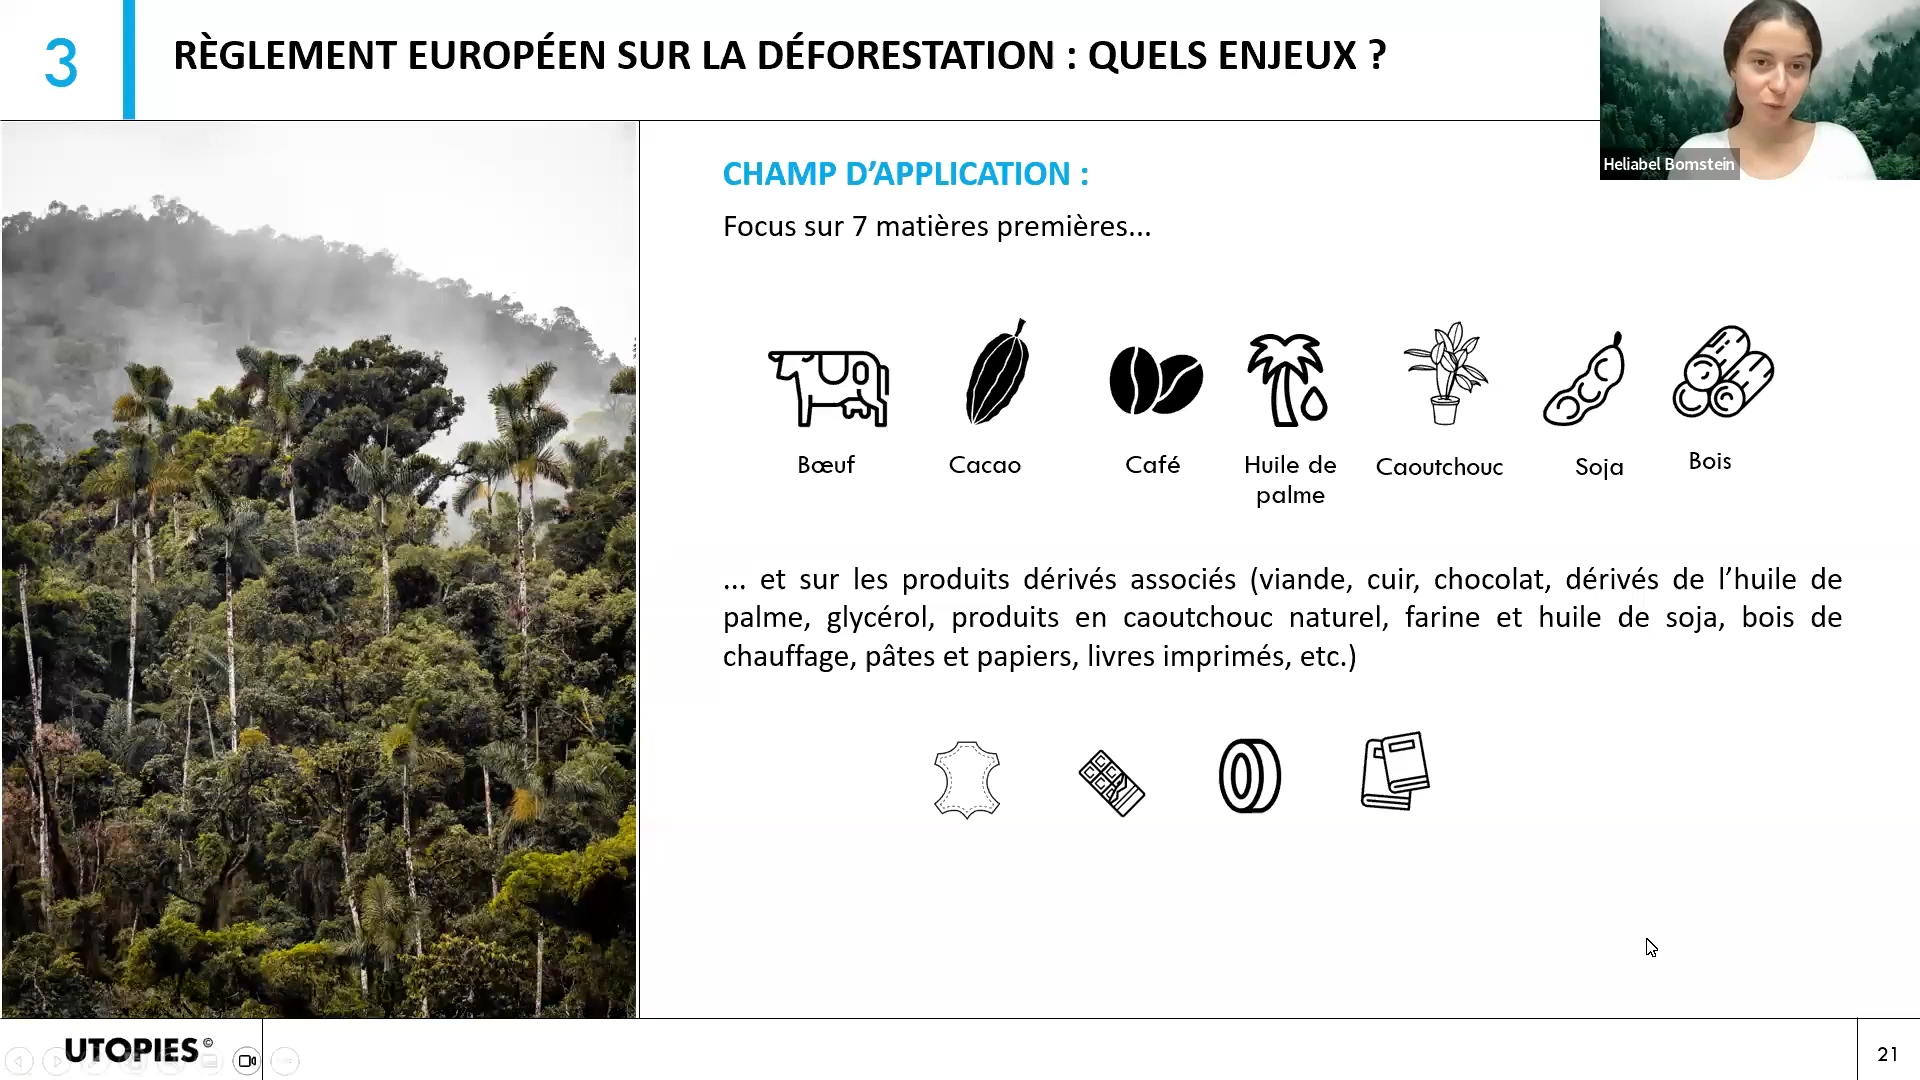 3
RÈGLEMENT EUROPÉEN SUR LA DÉFORESTATION : QUELS ENJEUX ?
Heliabel Bomstein
CHAMP D’APPLICATION :
Focus sur 7 matières premières...
Bœuf
Cacao
Café
Huile de
palme
Caoutchouc
Soja
Bois
... et sur les produits dérivés associés (viande, cuir, chocolat, dérivés de l’huile de
palme, glycérol, produits en caoutchouc naturel, farine et huile de soja, bois de
chauffage, pâtes et papiers, livres imprimés, etc.)
UTOPIES©
21